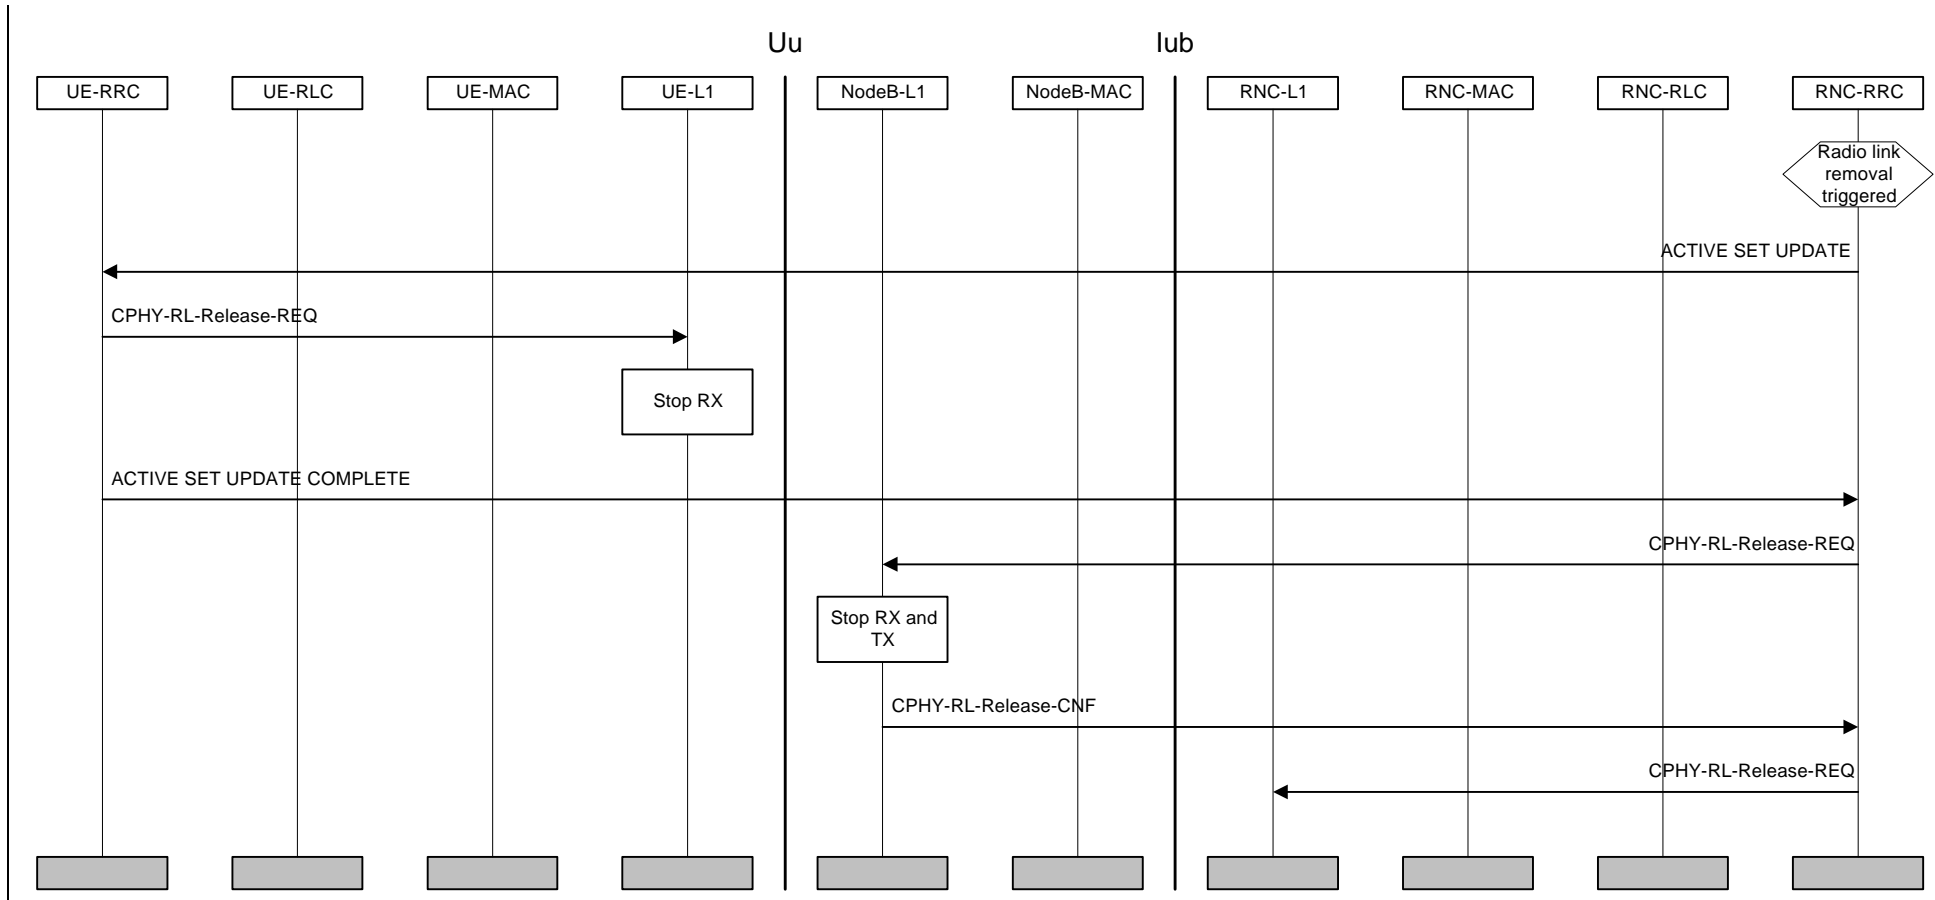 Uu
Iub
UE-RRC
UE-RLC
UE-MAC
UE-L1
NodeB-L1
NodeB-MAC
RNC-L1
RNC-MAC
RNC-RLC
RNC-RRC
Radio link
removal
triggered
ACTIVE SET UPDATE
CPHY-RL-Release-REQ
Stop RX
ACTIVE SET UPDATE COMPLETE
CPHY-RL-Release-REQ
Stop RX and
TX
CPHY-RL-Release-CNF
CPHY-RL-Release-REQ